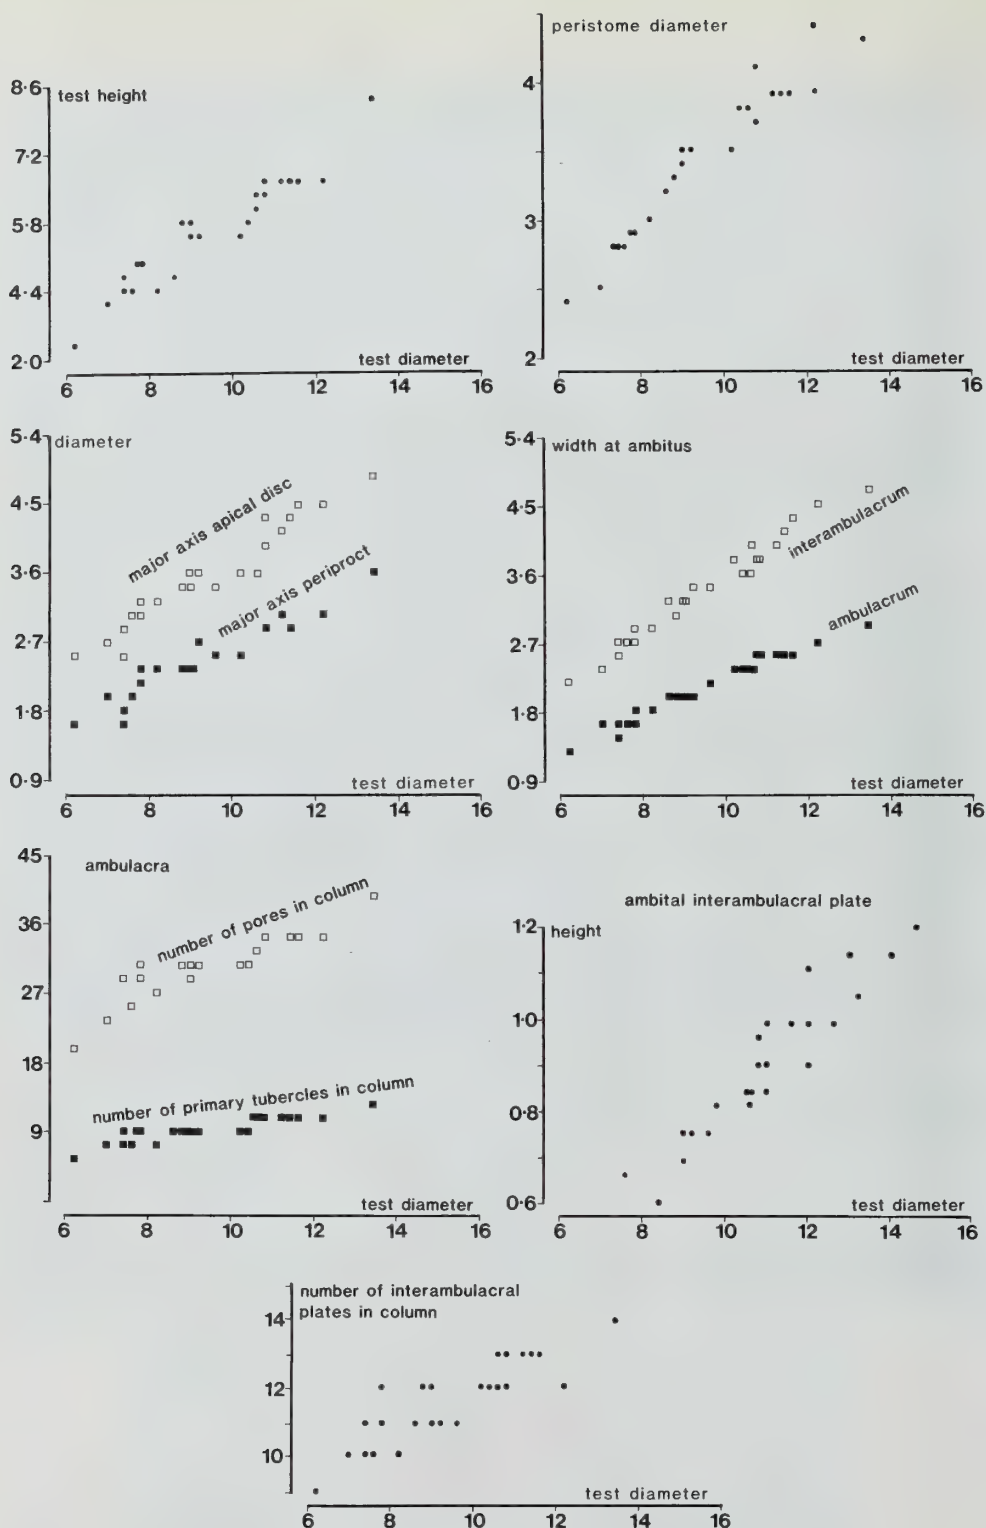 test height
8·6
7·2
5·8
4·4
2·0
test diameter
6 8 10 12 14 16
peristome diameter
4
3
2
test diameter
6 8 10 12 14 16
diameter
5·4
4·5
3·6
2·7
1·8
0·9
major axis apical disc
major axis periproct
test diameter
6 8 10 12 14 16
width at ambitus
5·4
4·5
3·6
2·7
1·8
0·9
interambulacrum
ambulacrum
test diameter
6 8 10 12 14 16
ambulacra
45
36
27
18
9
number of pores in column
number of primary tubercles in column
test diameter
6 8 10 12 14 16
ambital interambulacral plate
height
1·2
1·0
0·8
0·6
test diameter
6 8 10 12 14 16
number of interambulacral
plates in column
14
12
10
test diameter
6 8 10 12 14 16